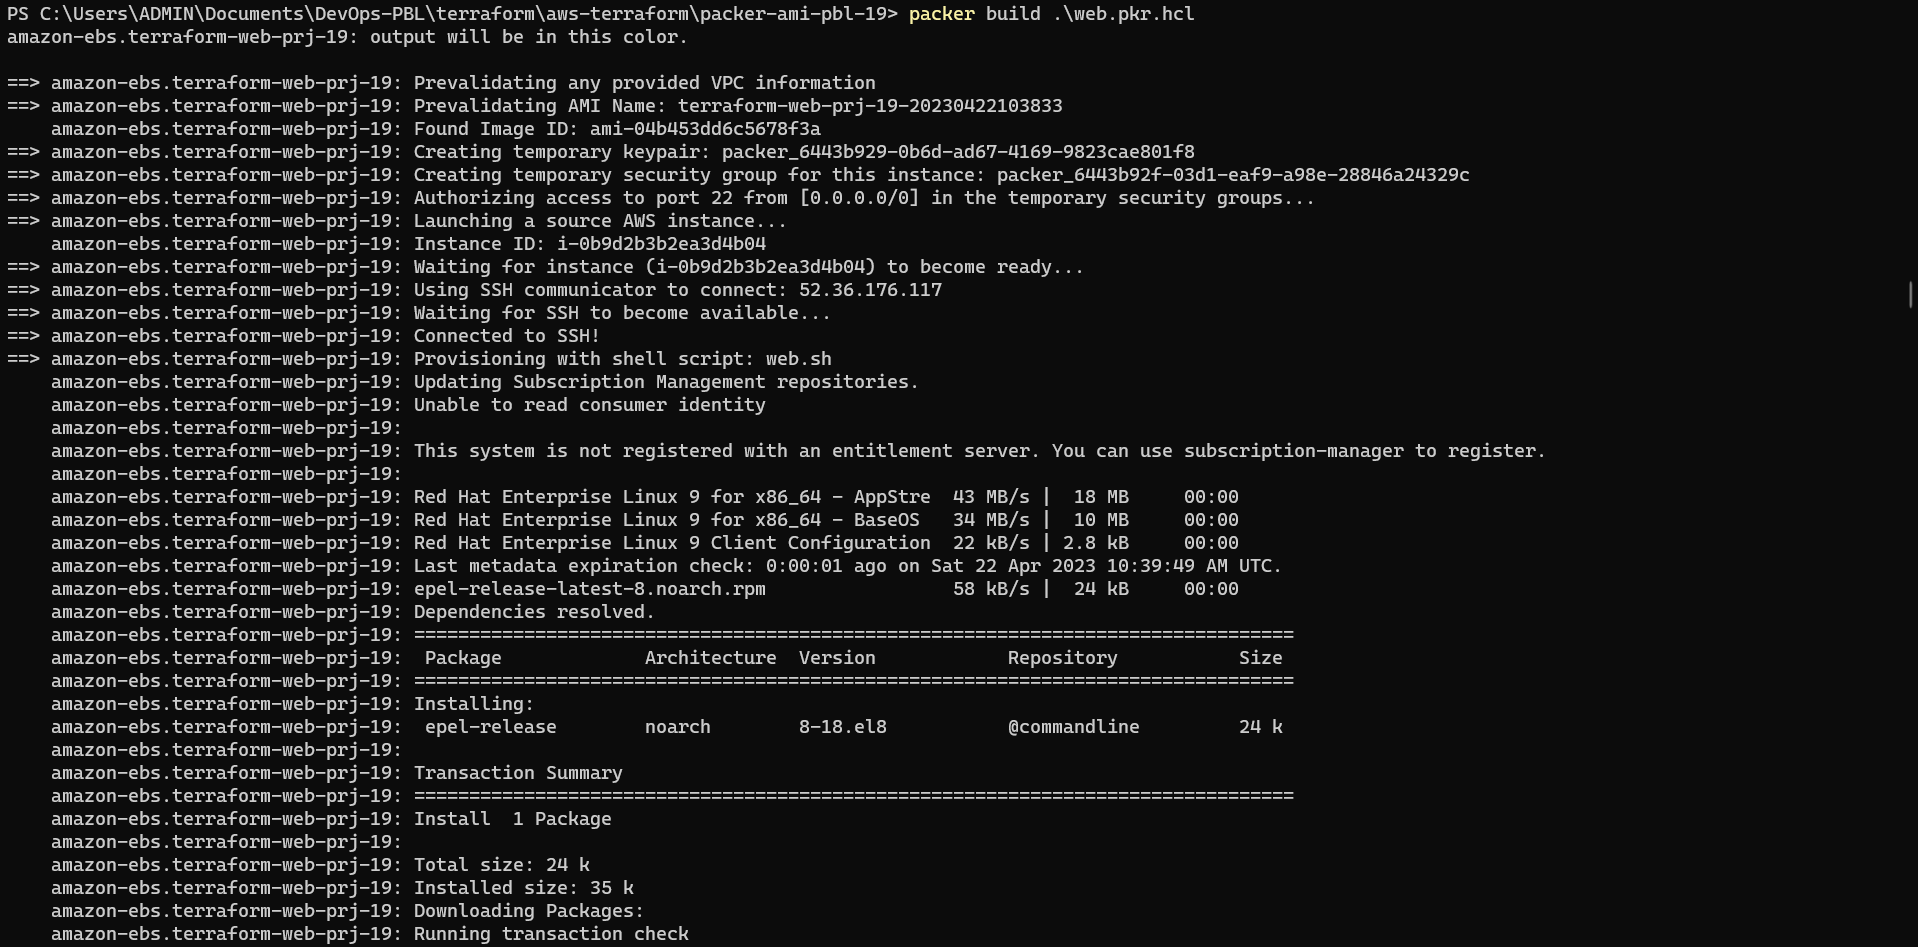 PS C:\Users\ADMIN\Documents\DevOps-PBL\terraform\aws-terraform\packer-ami-pbl-19> packer build .\web.pkr.hcl
amazon-ebs.terraform-web-prj-19: output will be in this color.

==> amazon-ebs.terraform-web-prj-19: Prevalidating any provided VPC information
==> amazon-ebs.terraform-web-prj-19: Prevalidating AMI Name: terraform-web-prj-19-20230422103833
    amazon-ebs.terraform-web-prj-19: Found Image ID: ami-04b453dd6c5678f3a
==> amazon-ebs.terraform-web-prj-19: Creating temporary keypair: packer_6443b929-0b6d-ad67-4169-9823cae801f8
==> amazon-ebs.terraform-web-prj-19: Creating temporary security group for this instance: packer_6443b92f-03d1-eaf9-a98e-28846a24329c
==> amazon-ebs.terraform-web-prj-19: Authorizing access to port 22 from [0.0.0.0/0] in the temporary security groups...
==> amazon-ebs.terraform-web-prj-19: Launching a source AWS instance...
    amazon-ebs.terraform-web-prj-19: Instance ID: i-0b9d2b3b2ea3d4b04
==> amazon-ebs.terraform-web-prj-19: Waiting for instance (i-0b9d2b3b2ea3d4b04) to become ready...
==> amazon-ebs.terraform-web-prj-19: Using SSH communicator to connect: 52.36.176.117
==> amazon-ebs.terraform-web-prj-19: Waiting for SSH to become available...
==> amazon-ebs.terraform-web-prj-19: Connected to SSH!
==> amazon-ebs.terraform-web-prj-19: Provisioning with shell script: web.sh
    amazon-ebs.terraform-web-prj-19: Updating Subscription Management repositories.
    amazon-ebs.terraform-web-prj-19: Unable to read consumer identity
    amazon-ebs.terraform-web-prj-19:
    amazon-ebs.terraform-web-prj-19: This system is not registered with an entitlement server. You can use subscription-manager to register.
    amazon-ebs.terraform-web-prj-19:
    amazon-ebs.terraform-web-prj-19: Red Hat Enterprise Linux 9 for x86_64 - AppStre  43 MB/s |  18 MB     00:00
    amazon-ebs.terraform-web-prj-19: Red Hat Enterprise Linux 9 for x86_64 - BaseOS   34 MB/s |  10 MB     00:00
    amazon-ebs.terraform-web-prj-19: Red Hat Enterprise Linux 9 Client Configuration  22 kB/s | 2.8 kB     00:00
    amazon-ebs.terraform-web-prj-19: Last metadata expiration check: 0:00:01 ago on Sat 22 Apr 2023 10:39:49 AM UTC.
    amazon-ebs.terraform-web-prj-19: epel-release-latest-8.noarch.rpm                 58 kB/s |  24 kB     00:00
    amazon-ebs.terraform-web-prj-19: Dependencies resolved.
    amazon-ebs.terraform-web-prj-19: ================================================================================
    amazon-ebs.terraform-web-prj-19:  Package             Architecture  Version            Repository           Size
    amazon-ebs.terraform-web-prj-19: ================================================================================
    amazon-ebs.terraform-web-prj-19: Installing:
    amazon-ebs.terraform-web-prj-19:  epel-release        noarch        8-18.el8           @commandline         24 k
    amazon-ebs.terraform-web-prj-19:
    amazon-ebs.terraform-web-prj-19: Transaction Summary
    amazon-ebs.terraform-web-prj-19: ================================================================================
    amazon-ebs.terraform-web-prj-19: Install  1 Package
    amazon-ebs.terraform-web-prj-19:
    amazon-ebs.terraform-web-prj-19: Total size: 24 k
    amazon-ebs.terraform-web-prj-19: Installed size: 35 k
    amazon-ebs.terraform-web-prj-19: Downloading Packages:
    amazon-ebs.terraform-web-prj-19: Running transaction check